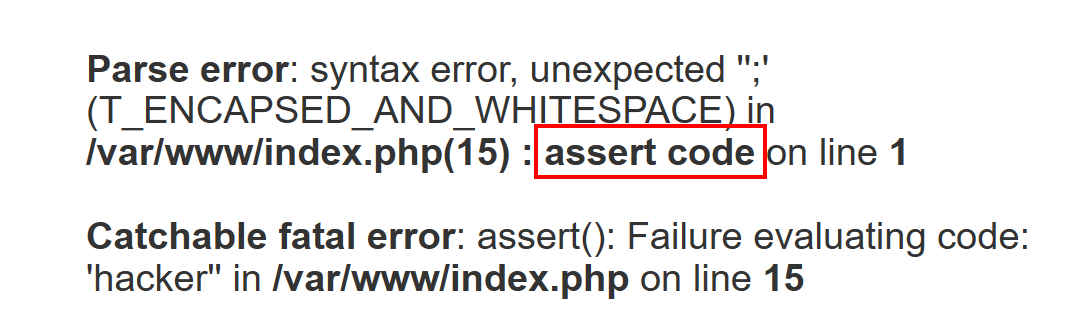 Parse error: syntax error, unexpected '';'
(T_ENCAPSED_AND_WHITESPACE) in
/var/www/index.php(15) : assert code on line 1
Catchable fatal error: assert(): Failure evaluating code:
'hacker'' in /var/www/index.php on line 15